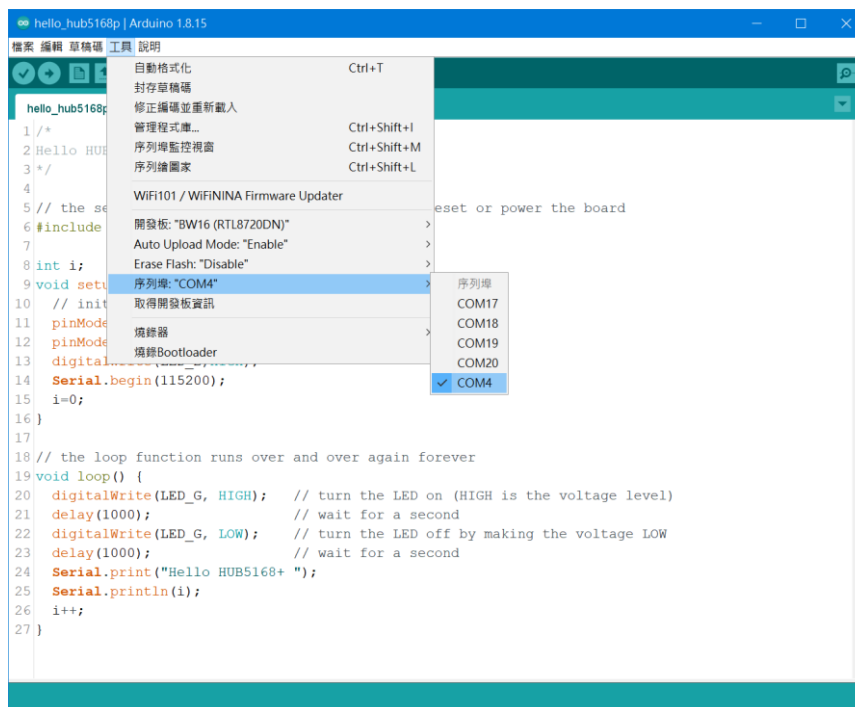 hello_hub5168p | Arduino 1.8.15
檔案 編輯 草稿碼 工具 說明
hello_hub5168p
自動格式化 Ctrl+T
封存草稿碼
修正編碼並重新載入
管理程式庫... Ctrl+Shift+I
序列埠監控視窗 Ctrl+Shift+M
序列繪圖家 Ctrl+Shift+L
WiFi101 / WiFiNINA Firmware Updater
開發板: "BW16 (RTL8720DN)"
Auto Upload Mode: "Enable"
Erase Flash: "Disable"
序列埠: "COM4"
取得開發板資訊
燒錄器
燒錄Bootloader
序列埠
COM17
COM18
COM19
COM20
COM4
1 /*
2 Hello HUB
3 */
4
5 // the se eset or power the board
6 #include
7
8 int i;
9 void setu
10 // init
11 pinMode
12 pinMode
13 digital
14 Serial.begin(115200);
15 i=0;
16 }
17
18 // the loop function runs over and over again forever
19 void loop() {
20 digitalWrite(LED_G, HIGH); // turn the LED on (HIGH is the voltage level)
21 delay(1000); // wait for a second
22 digitalWrite(LED_G, LOW); // turn the LED off by making the voltage LOW
23 delay(1000); // wait for a second
24 Serial.print("Hello HUB5168+ ");
25 Serial.println(i);
26 i++;
27 }